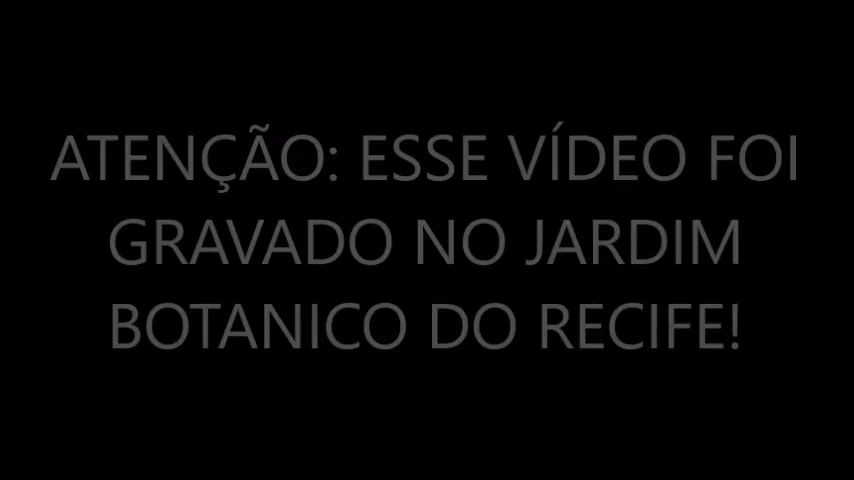 ATENÇÃO: ESSE VÍDEO FOI
GRAVADO NO JARDIM
BOTANICO DO RECIFE!